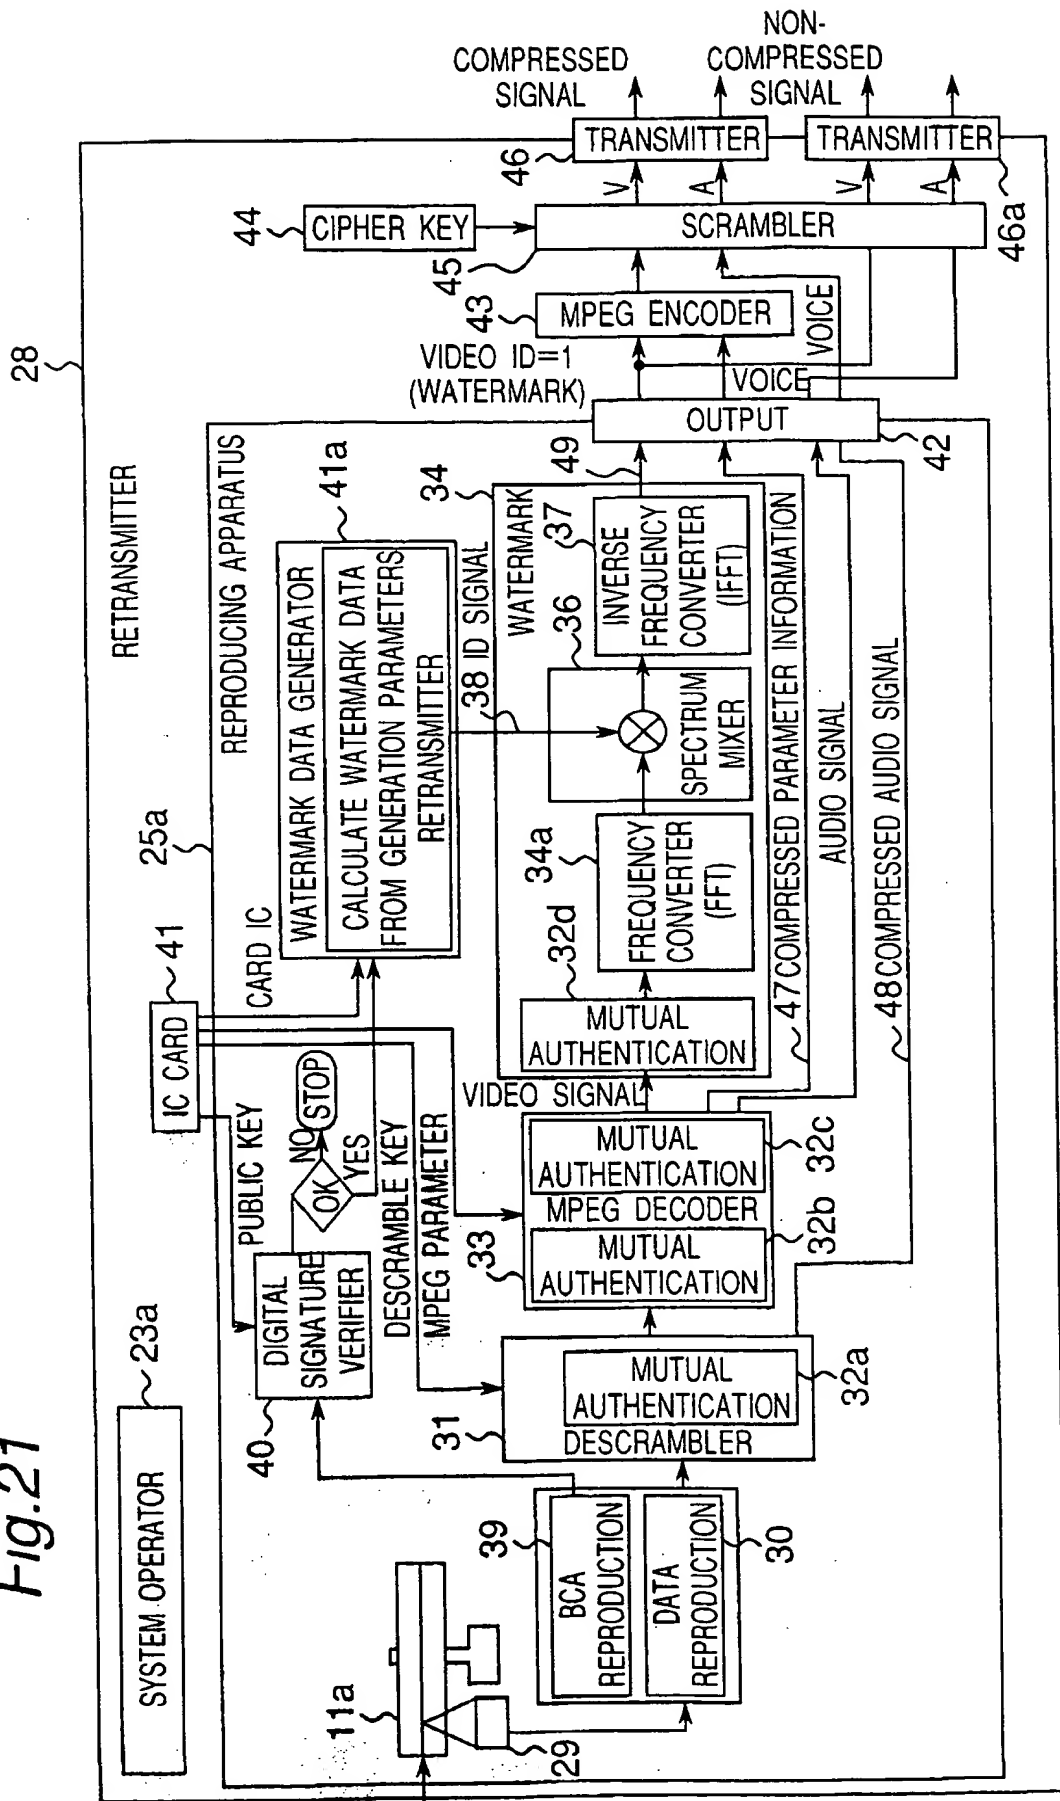 Fig.21
28
RETRANSMITTER
SYSTEM OPERATOR
23a
25a
REPRODUCING APPARATUS
11a
29
39
BCA
REPRODUCTION
DATA
REPRODUCTION
30
40
DIGITAL
SIGNATURE
VERIFIER
PUBLIC KEY
IC CARD
41
OK
NO
STOP
YES
CARD IC
DESCRAMBLE KEY
MPEG PARAMETER
31
MUTUAL
AUTHENTICATION
DESCRAMBLER
32a
33
MUTUAL
AUTHENTICATION
MPEG DECODER
MUTUAL
AUTHENTICATION
32b
32c
VIDEO SIGNAL
WATERMARK DATA GENERATOR
41a
CALCULATE WATERMARK DATA
FROM GENERATION PARAMETERS
RETRANSMITTER
38 ID SIGNAL
34
WATERMARK
MUTUAL
AUTHENTICATION
32d
FREQUENCY
CONVERTER
(FFT)
34a
SPECTRUM
MIXER
36
INVERSE
FREQUENCY
CONVERTER
(IFFT)
37
49
47 COMPRESSED PARAMETER INFORMATION
AUDIO SIGNAL
48 COMPRESSED AUDIO SIGNAL
OUTPUT
42
VIDEO ID=1
(WATERMARK)
VOICE
VOICE
43
MPEG ENCODER
44
CIPHER KEY
45
SCRAMBLER
V
A
V
A
46
TRANSMITTER
TRANSMITTER
46a
COMPRESSED
SIGNAL
NON-
COMPRESSED
SIGNAL